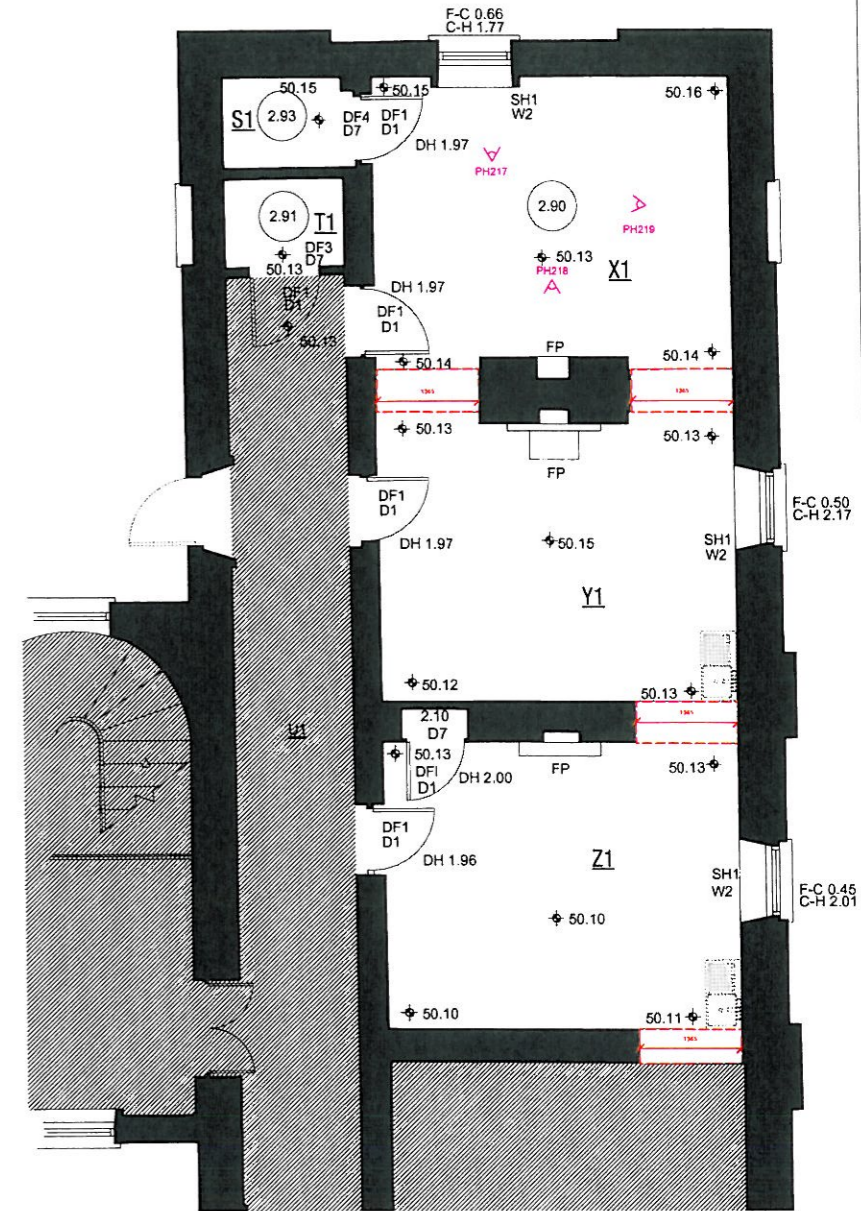 F-C 0.66
C-H 1.77
50.15
50.15
50.16
S1
2.93
DF4
D7
DF1
D1
SH1
W2
DH 1.97
PH217
2.91
T1
2.90
PH219
DF3
D7
50.13
50.13
PH218
X1
DH 1.97
DF1
D1
50.13
DF1
D1
FP
50.14
50.14
1365
1365
50.13
50.13
FP
DF1
D1
F-C 0.50
C-H 2.17
DH 1.97
50.15
SH1
W2
Y1
50.12
50.13
1365
2.10
D7
U1
50.13
DFI
D1
DH 2.00
FP
50.13
DF1
D1
DH 1.96
Z1
SH1
W2
F-C 0.45
C-H 2.01
50.10
50.10
50.11
1365